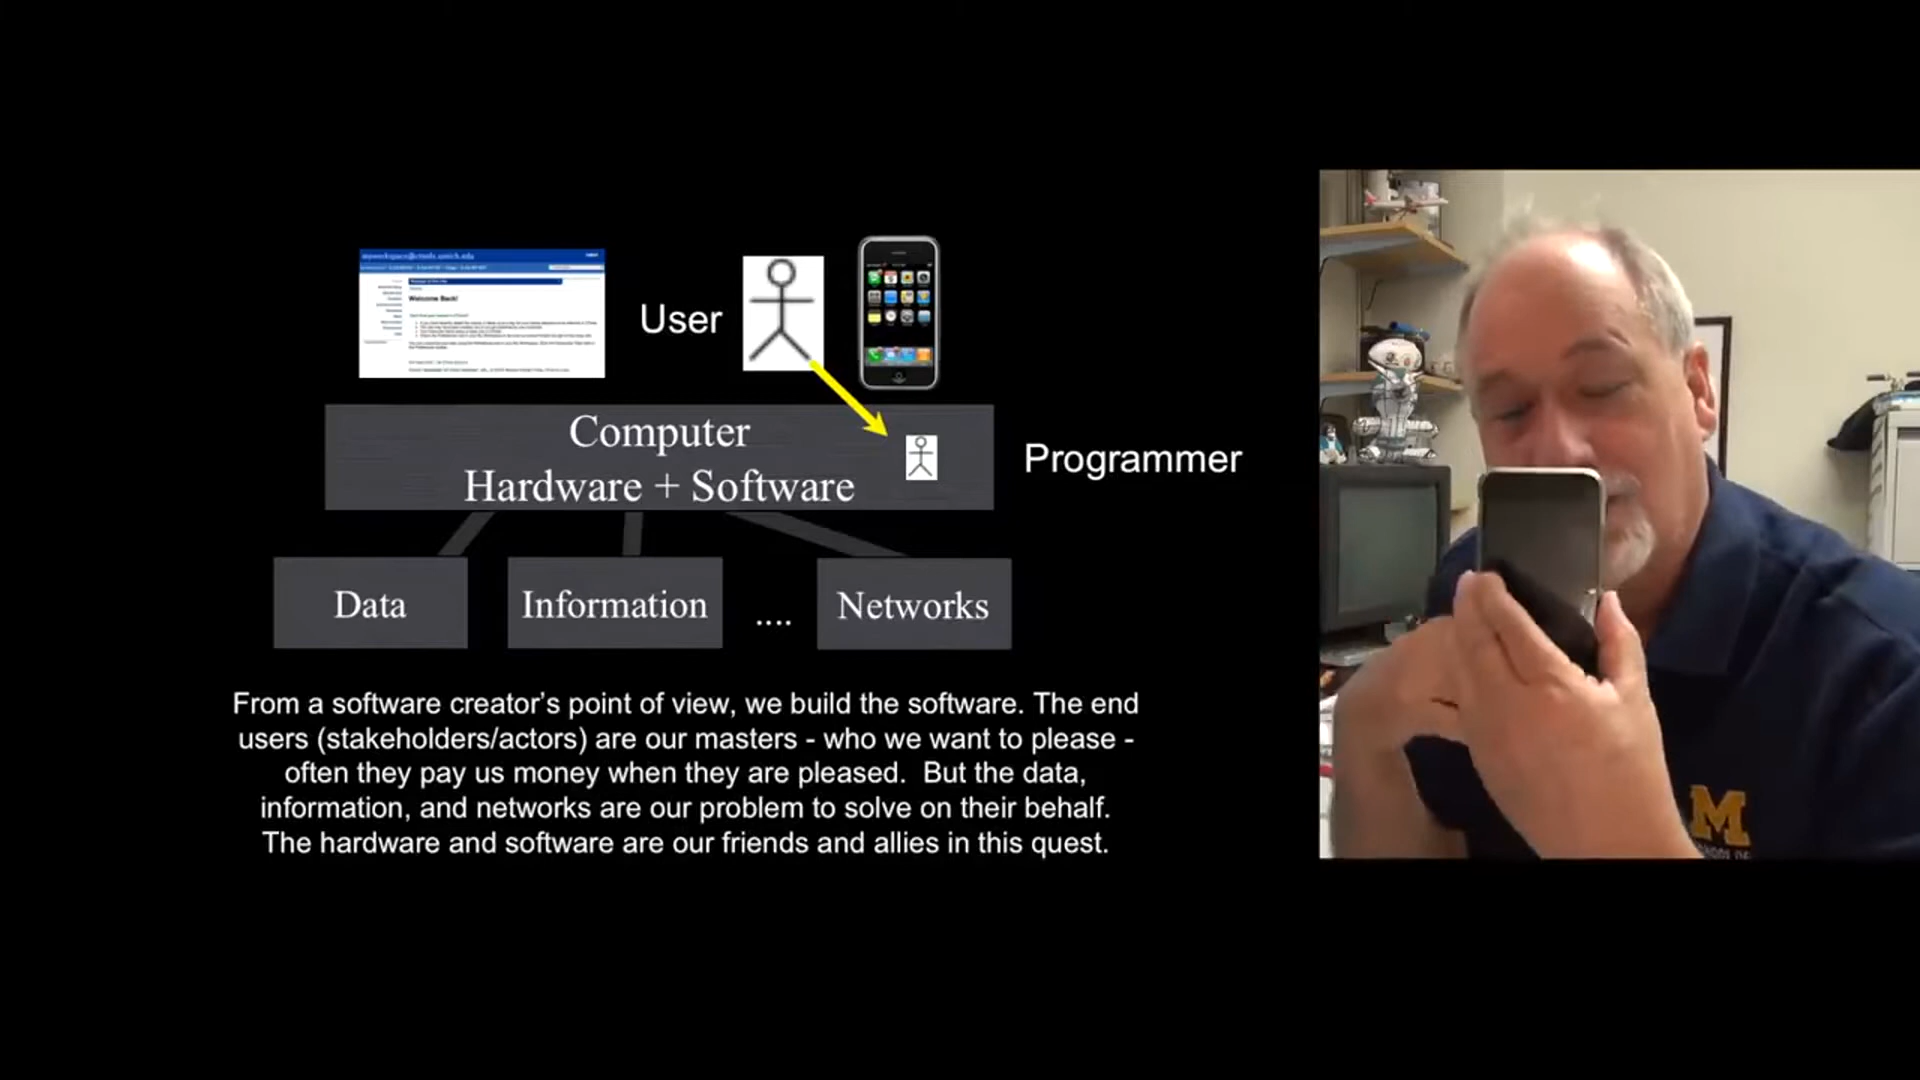 Welcome Back!
User
Computer
Hardware + Software
Programmer
Data
Information
....
Networks
From a software creator's point of view, we build the software. The end
users (stakeholders/actors) are our masters - who we want to please -
often they pay us money when they are pleased. But the data,
information, and networks are our problem to solve on their behalf.
The hardware and software are our friends and allies in this quest.
M